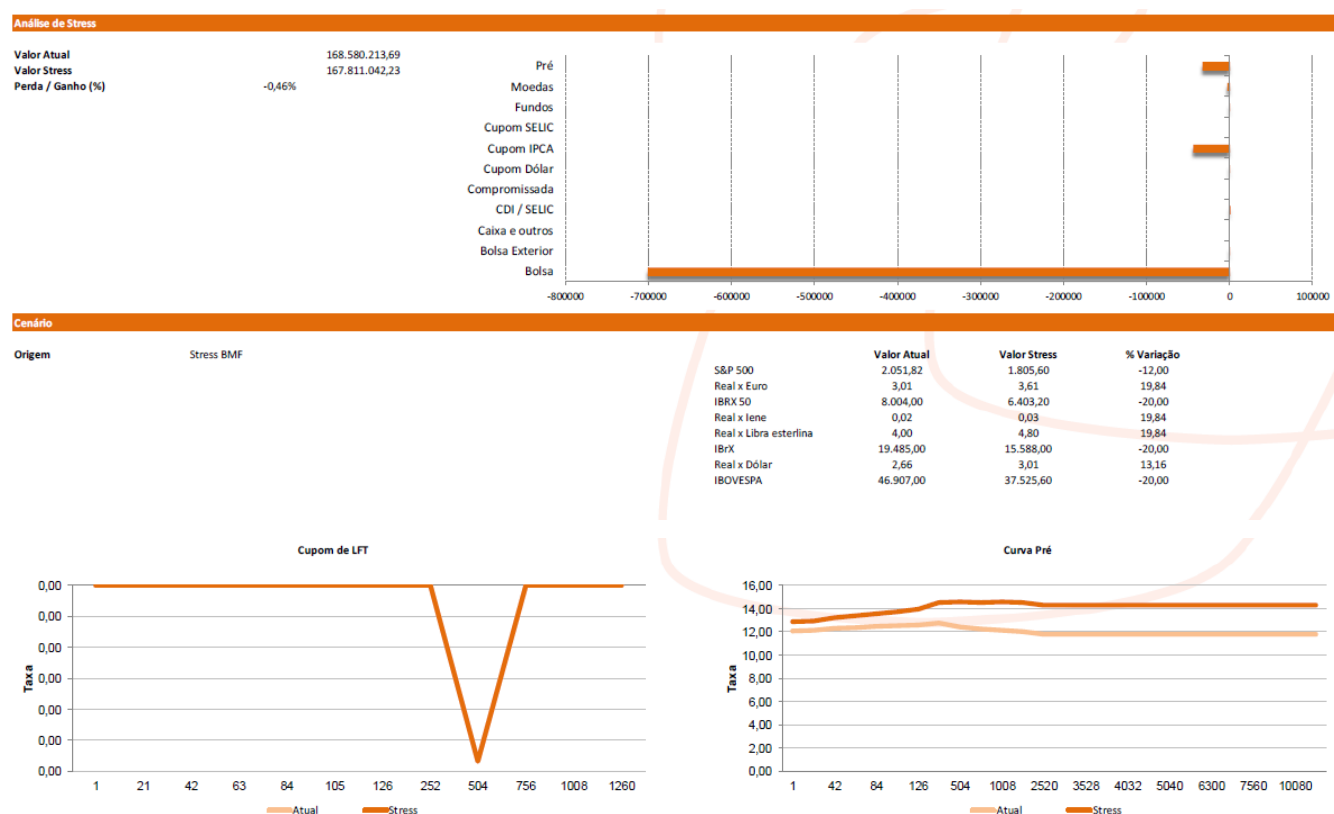 Análise de Stress
Valor Atual 168.580.213,69
Valor Stress 167.811.042,23
Perda / Ganho (%) -0,46%
Pré
Moedas
Fundos
Cupom SELIC
Cupom IPCA
Cupom Dólar
Compromissada
CDI / SELIC
Caixa e outros
Bolsa Exterior
Bolsa
-800000 -700000 -600000 -500000 -400000 -300000 -200000 -100000 0 100000
Cenário
Origem Stress BMF
Valor Atual Valor Stress % Variação
S&P 500 2.051,82 1.805,60 -12,00
Real x Euro 3,01 3,61 19,84
IBRX 50 8.004,00 6.403,20 -20,00
Real x Iene 0,02 0,03 19,84
Real x Libra esterlina 4,00 4,80 19,84
IBrX 19.485,00 15.588,00 -20,00
Real x Dólar 2,66 3,01 13,16
IBOVESPA 46.907,00 37.525,60 -20,00
Cupom de LFT
0,00
0,00
0,00
0,00
0,00
0,00
0,00
Taxa
1 21 42 63 84 105 126 252 504 756 1008 1260
Atual Stress
Curva Pré
16,00
14,00
12,00
10,00
8,00
6,00
4,00
2,00
0,00
Taxa
1 42 84 126 504 1008 2520 3528 4032 5040 6300 7560 10080
Atual Stress